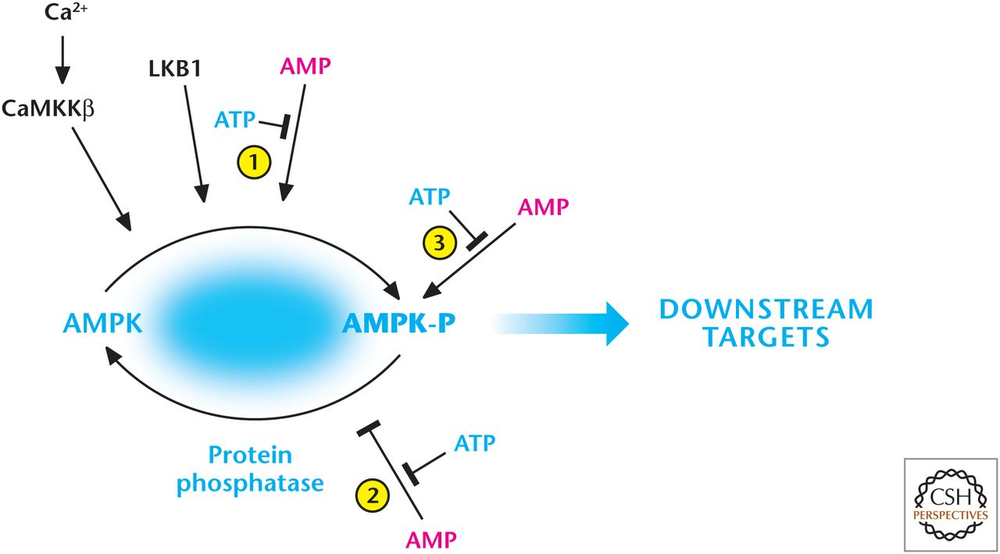 Ca²⁺
LKB1
AMP
CaMKKβ
ATP
1
ATP
AMP
3
AMPK
AMPK-P
DOWNSTREAM
TARGETS
Protein
phosphatase
ATP
2
AMP
CSH
PERSPECTIVES